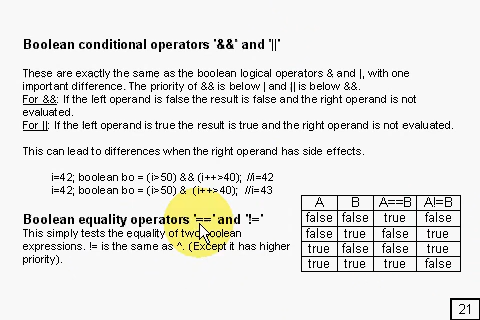 Boolean conditional operators '&&' and '||'
These are exactly the same as the boolean logical operators & and |, with one
important difference. The priority of && is below | and || is below &&.
For &&: If the left operand is false the result is false and the right operand is not
evaluated.
For ||: If the left operand is true the result is true and the right operand is not evaluated.
This can lead to differences when the right operand has side effects.
i=42; boolean bo = (i>50) && (i++>40); //i=42
i=42; boolean bo = (i>50) & (i++>40); //i=43
Boolean equality operators '==' and '!='
This simply tests the equality of two boolean
expressions. != is the same as ^. (Except it has higher
priority).
A B A==B A!=B
false false true false
false true false true
true false false true
true true true false
21